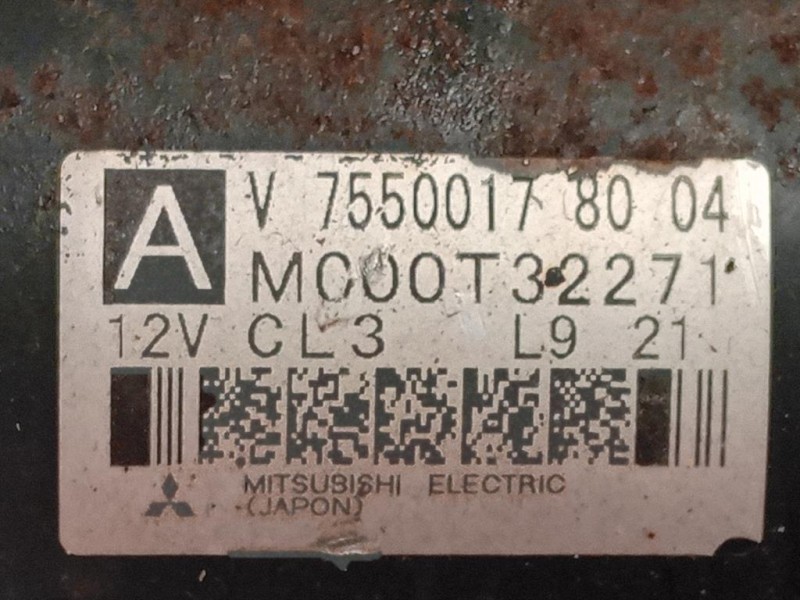 A
V 7550017 80 04
M000T32271
12V CL3 L9 21
MITSUBISHI ELECTRIC
(JAPON)